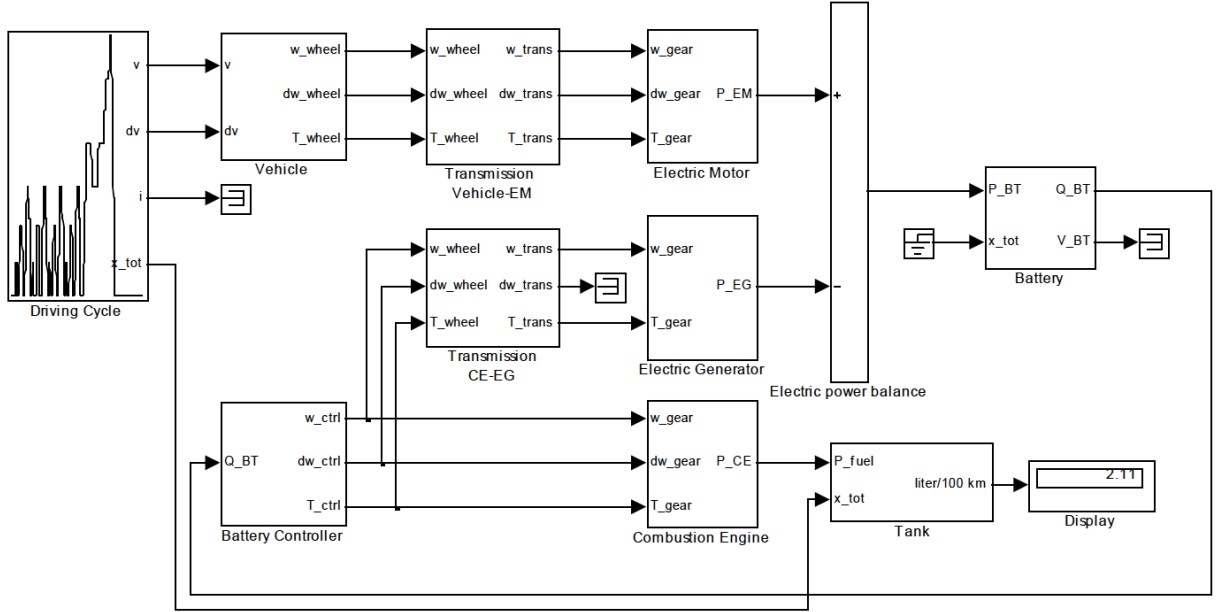 v
dv
i
x_tot
Driving Cycle
v
dv
w_wheel
dw_wheel
T_wheel
Vehicle
w_wheel
dw_wheel
T_wheel
w_trans
dw_trans
T_trans
Transmission
Vehicle-EM
w_gear
dw_gear
T_gear
P_EM
Electric Motor
w_wheel
dw_wheel
T_wheel
w_trans
dw_trans
T_trans
Transmission
CE-EG
w_gear
T_gear
P_EG
Electric Generator
+
−
Electric power balance
P_BT
x_tot
Q_BT
V_BT
Battery
Q_BT
w_ctrl
dw_ctrl
T_ctrl
Battery Controller
w_gear
dw_gear
T_gear
P_CE
Combustion Engine
P_fuel
x_tot
liter/100 km
Tank
2.11
Display